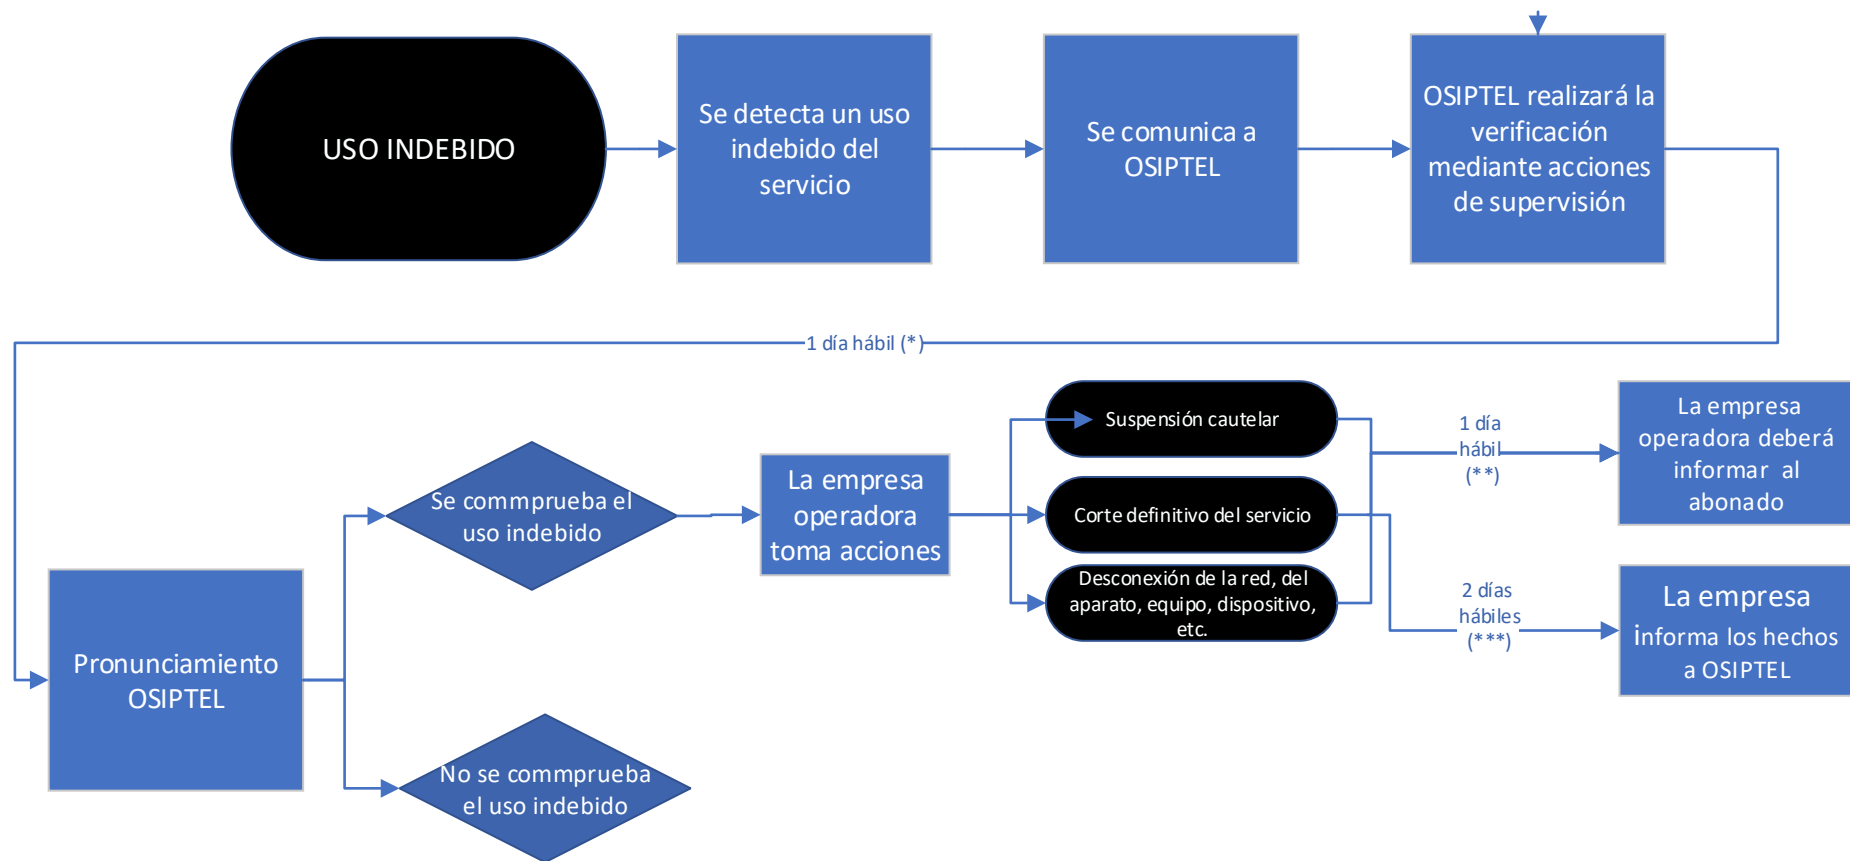 USO INDEBIDO
Se detecta un uso
indebido del
servicio
Se comunica a
OSIPTEL
OSIPTEL realizará la
verificación
mediante acciones
de supervisión
1 día hábil (*)
Pronunciamiento
OSIPTEL
Se commprueba el
uso indebido
No se commprueba
el uso indebido
La empresa
operadora
toma acciones
Suspensión cautelar
Corte definitivo del servicio
Desconexión de la red, del
aparato, equipo, dispositivo,
etc.
1 día
hábil
(**)
La empresa
operadora deberá
informar al
abonado
2 días
hábiles
(***)
La empresa
informa los hechos
a OSIPTEL